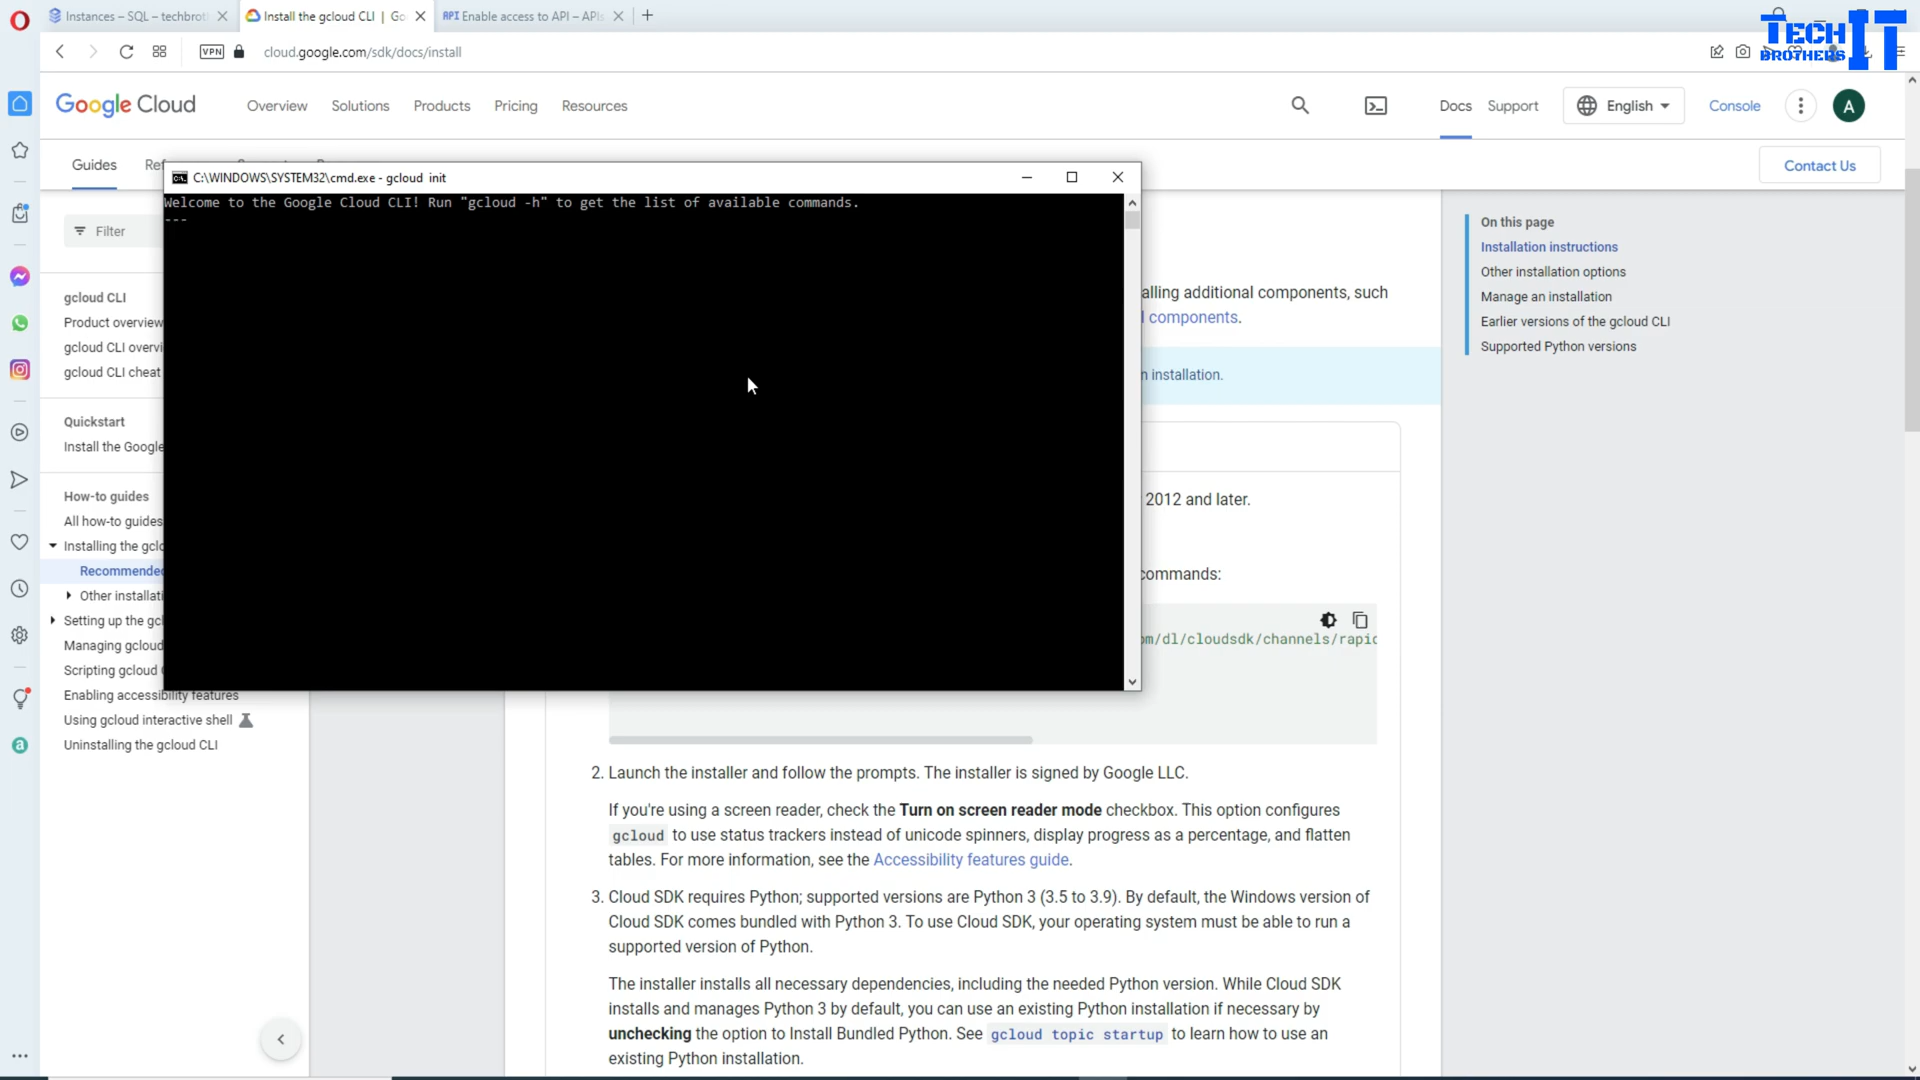 Instances – SQL – techbrot
Install the gcloud CLI | Go
API Enable access to API – APIs
VPN
cloud.google.com/sdk/docs/install
TECH
BROTHERS
IT
Google Cloud
Overview
Solutions
Products
Pricing
Resources
Docs
Support
English
Console
A
Guides
Ref
Contact Us
C:\WINDOWS\SYSTEM32\cmd.exe - gcloud init
Welcome to the Google Cloud CLI! Run "gcloud -h" to get the list of available commands.
---
Filter
gcloud CLI
Product overview
gcloud CLI overvi
gcloud CLI cheat
Quickstart
Install the Google
How-to guides
All how-to guides
Installing the gclo
Recommended
Other installati
Setting up the gcl
Managing gcloud
Scripting gcloud
Enabling accessibility features
Using gcloud interactive shell
Uninstalling the gcloud CLI
alling additional components, such
components.
n installation.
2012 and later.
commands:
om/dl/cloudsdk/channels/rapid
2. Launch the installer and follow the prompts. The installer is signed by Google LLC.
If you're using a screen reader, check the Turn on screen reader mode checkbox. This option configures
gcloud to use status trackers instead of unicode spinners, display progress as a percentage, and flatten
tables. For more information, see the Accessibility features guide.
3. Cloud SDK requires Python; supported versions are Python 3 (3.5 to 3.9). By default, the Windows version of
Cloud SDK comes bundled with Python 3. To use Cloud SDK, your operating system must be able to run a
supported version of Python.
The installer installs all necessary dependencies, including the needed Python version. While Cloud SDK
installs and manages Python 3 by default, you can use an existing Python installation if necessary by
unchecking the option to Install Bundled Python. See gcloud topic startup to learn how to use an
existing Python installation.
On this page
Installation instructions
Other installation options
Manage an installation
Earlier versions of the gcloud CLI
Supported Python versions